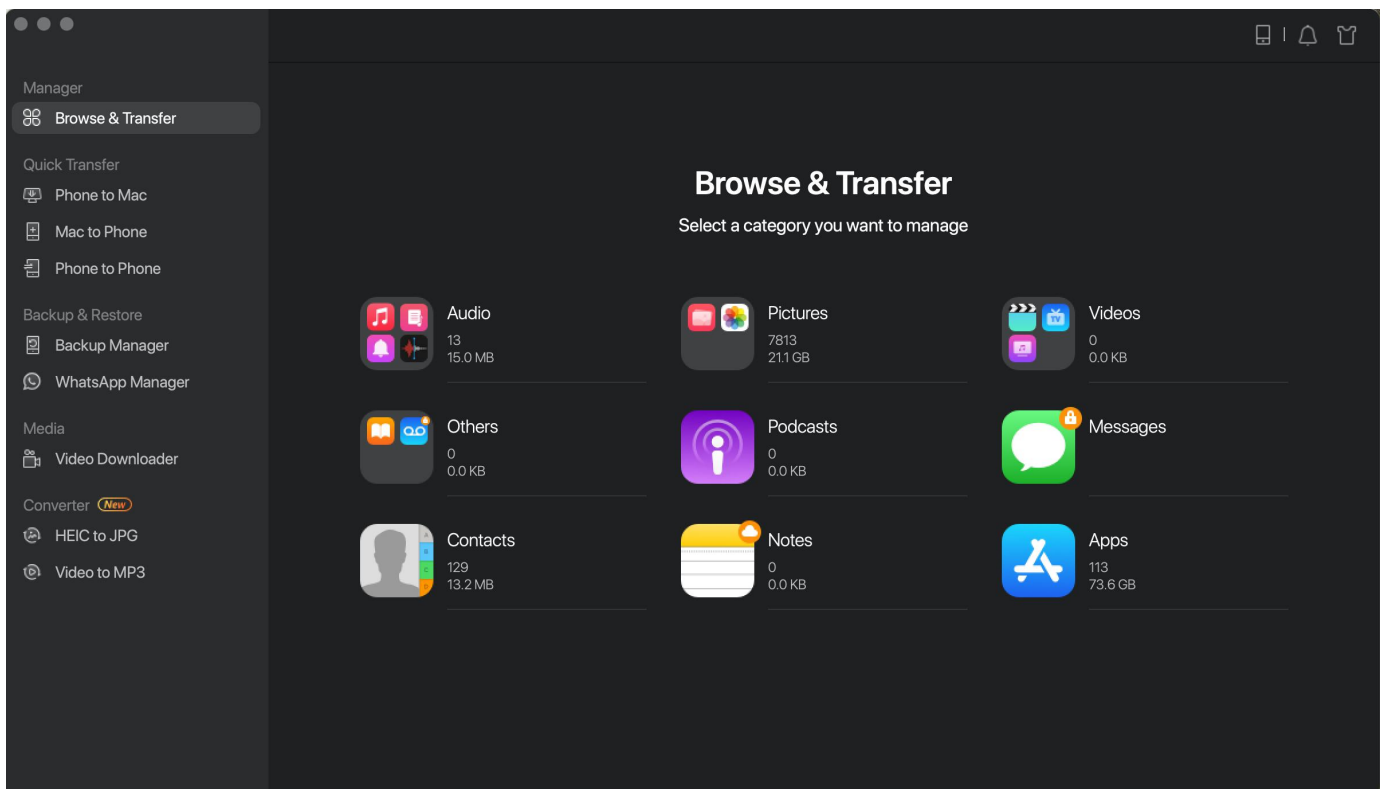 Manager
Browse & Transfer
Quick Transfer
Phone to Mac
Mac to Phone
Phone to Phone
Backup & Restore
Backup Manager
WhatsApp Manager
Media
Video Downloader
Converter New
HEIC to JPG
Video to MP3
Browse & Transfer
Select a category you want to manage
Audio
13
15.0 MB
Pictures
7813
21.1 GB
Videos
0
0.0 KB
tv
Others
0
0.0 KB
Podcasts
0
0.0 KB
Messages
Contacts
129
13.2 MB
A
B
C
D
Notes
0
0.0 KB
Apps
113
73.6 GB